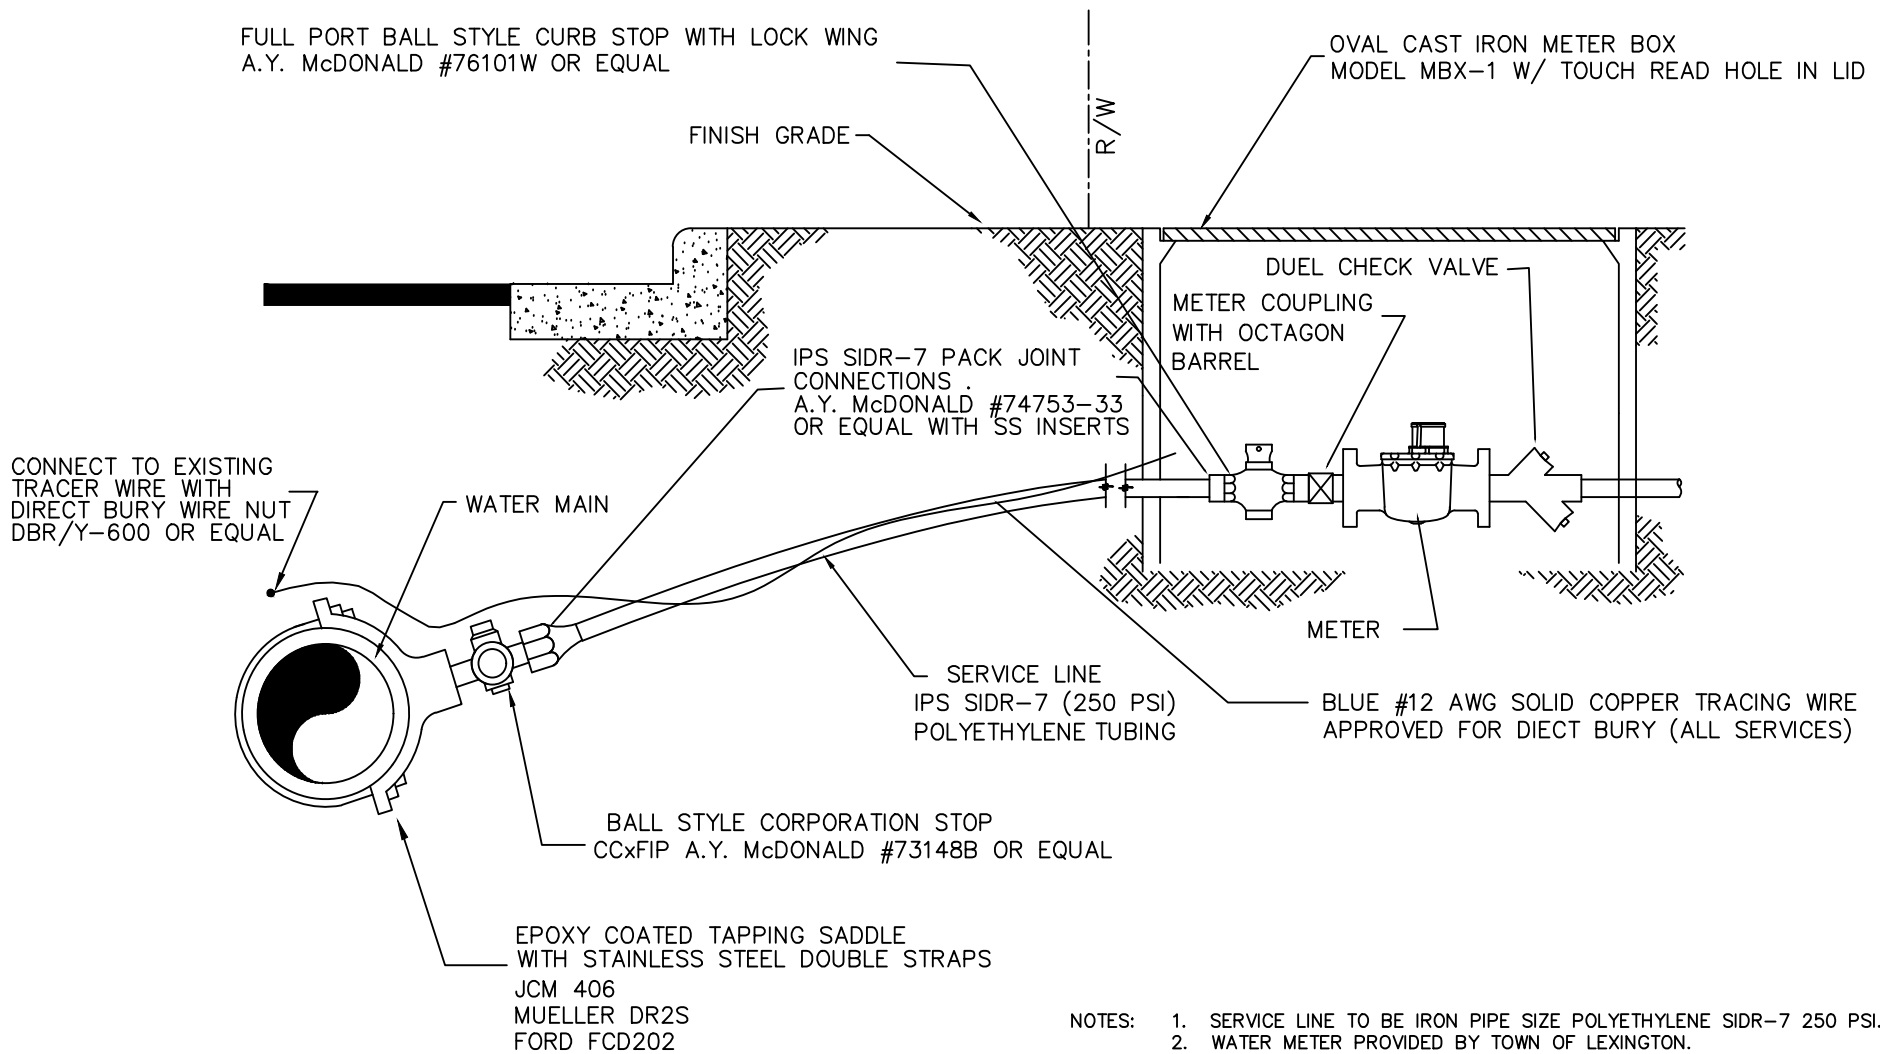 FULL PORT BALL STYLE CURB STOP WITH LOCK WING
A.Y. McDONALD #76101W OR EQUAL
OVAL CAST IRON METER BOX
MODEL MBX-1 W/ TOUCH READ HOLE IN LID
FINISH GRADE
R/W
DUEL CHECK VALVE
METER COUPLING
WITH OCTAGON
BARREL
IPS SIDR-7 PACK JOINT
CONNECTIONS .
A.Y. McDONALD #74753-33
OR EQUAL WITH SS INSERTS
CONNECT TO EXISTING
TRACER WIRE WITH
DIRECT BURY WIRE NUT
DBR/Y-600 OR EQUAL
WATER MAIN
METER
SERVICE LINE
IPS SIDR-7 (250 PSI)
POLYETHYLENE TUBING
BLUE #12 AWG SOLID COPPER TRACING WIRE
APPROVED FOR DIECT BURY (ALL SERVICES)
BALL STYLE CORPORATION STOP
CCxFIP A.Y. McDONALD #73148B OR EQUAL
EPOXY COATED TAPPING SADDLE
WITH STAINLESS STEEL DOUBLE STRAPS
JCM 406
MUELLER DR2S
FORD FCD202
NOTES: 1. SERVICE LINE TO BE IRON PIPE SIZE POLYETHYLENE SIDR-7 250 PSI.
2. WATER METER PROVIDED BY TOWN OF LEXINGTON.